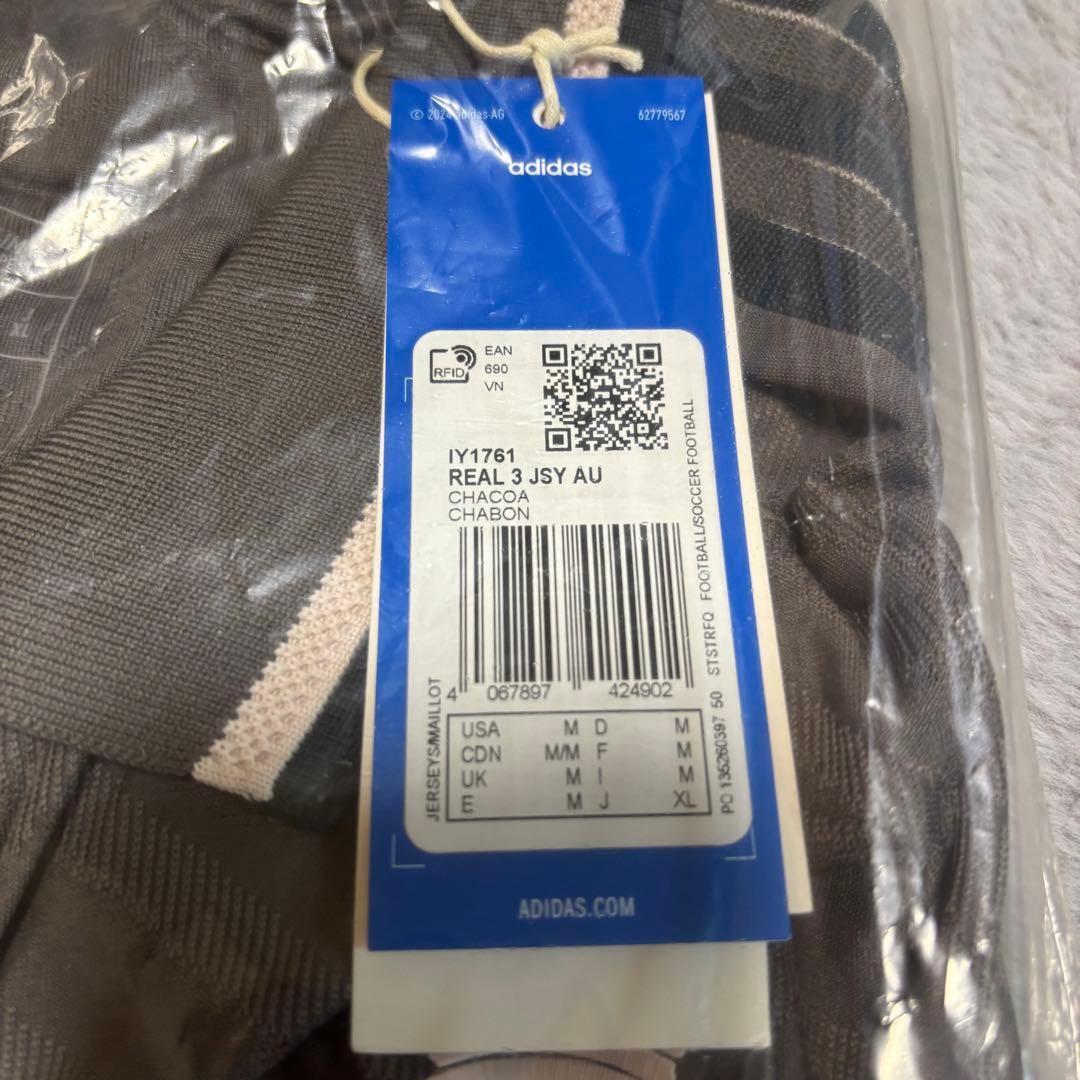 © 2024 adidas AG
62779567
adidas
RFID
EAN
690
VN
IY1761
REAL 3 JSY AU
CHACOA
CHABON
4 067897 424902
USA M D M
CDN M/M F M
UK M I M
E M J XL
JERSEYS/MAILLOT
PO 135260397 50 STSTRFQ FOOTBALL/SOCCER FOOTBALL
ADIDAS.COM